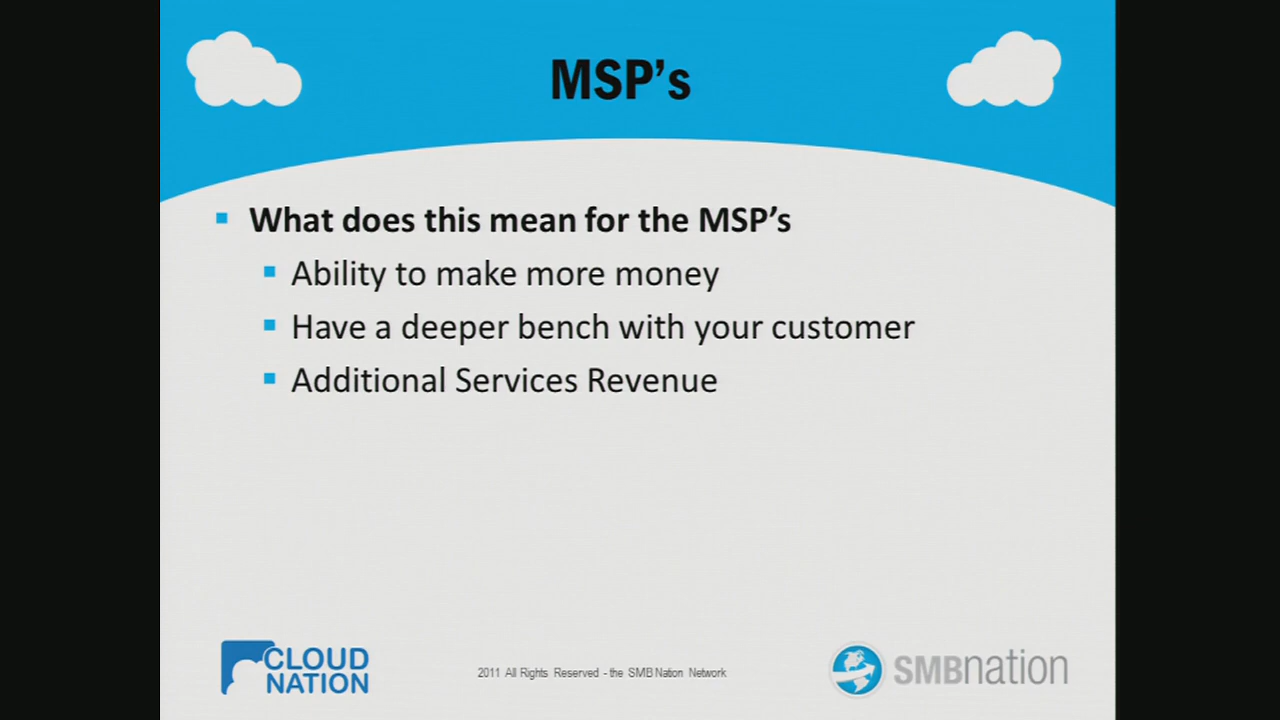 MSP’s
What does this mean for the MSP’s
Ability to make more money
Have a deeper bench with your customer
Additional Services Revenue
CLOUD
NATION
2011 All Rights Reserved - the SMB Nation Network
SMBnation